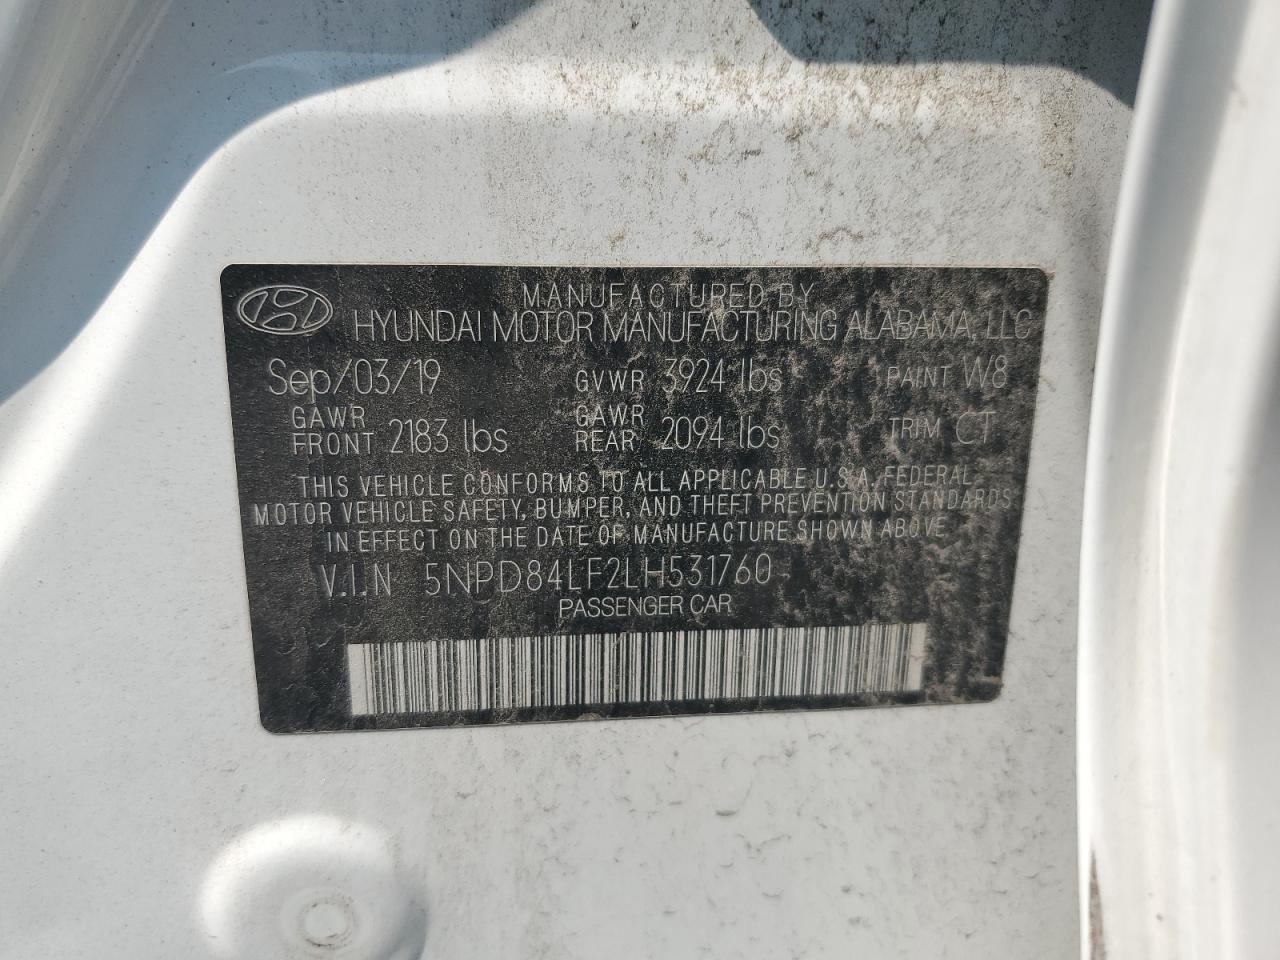 MANUFACTURED BY
HYUNDAI MOTOR MANUFACTURING ALABAMA, LLC
Sep/03/19 GVWR 3924 lbs PAINT W8
GAWR FRONT 2183 lbs GAWR REAR 2094 lbs TRIM CT
THIS VEHICLE CONFORMS TO ALL APPLICABLE U.S.A. FEDERAL
MOTOR VEHICLE SAFETY, BUMPER, AND THEFT PREVENTION STANDARDS
IN EFFECT ON THE DATE OF MANUFACTURE SHOWN ABOVE
V.I.N 5NPD84LF2LH531760
PASSENGER CAR